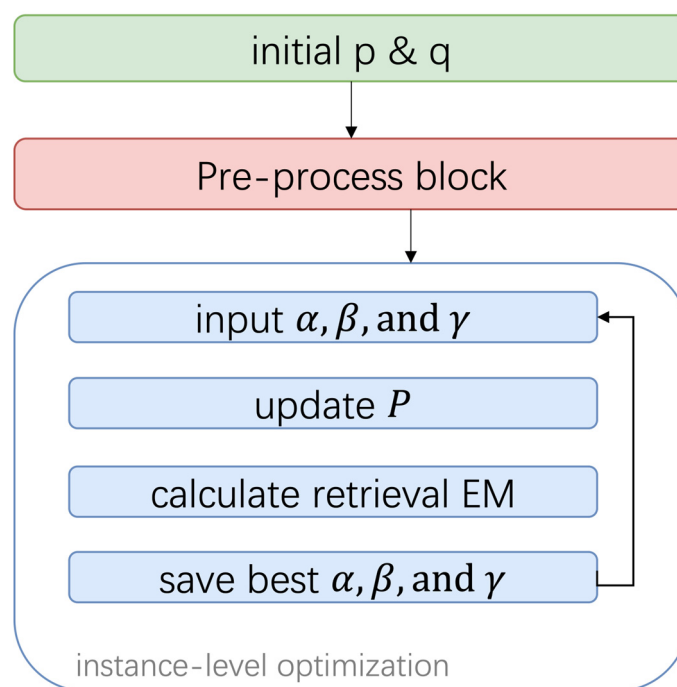 initial p & q
Pre-process block
input α, β, and γ
update P
calculate retrieval EM
save best α, β, and γ
instance-level optimization